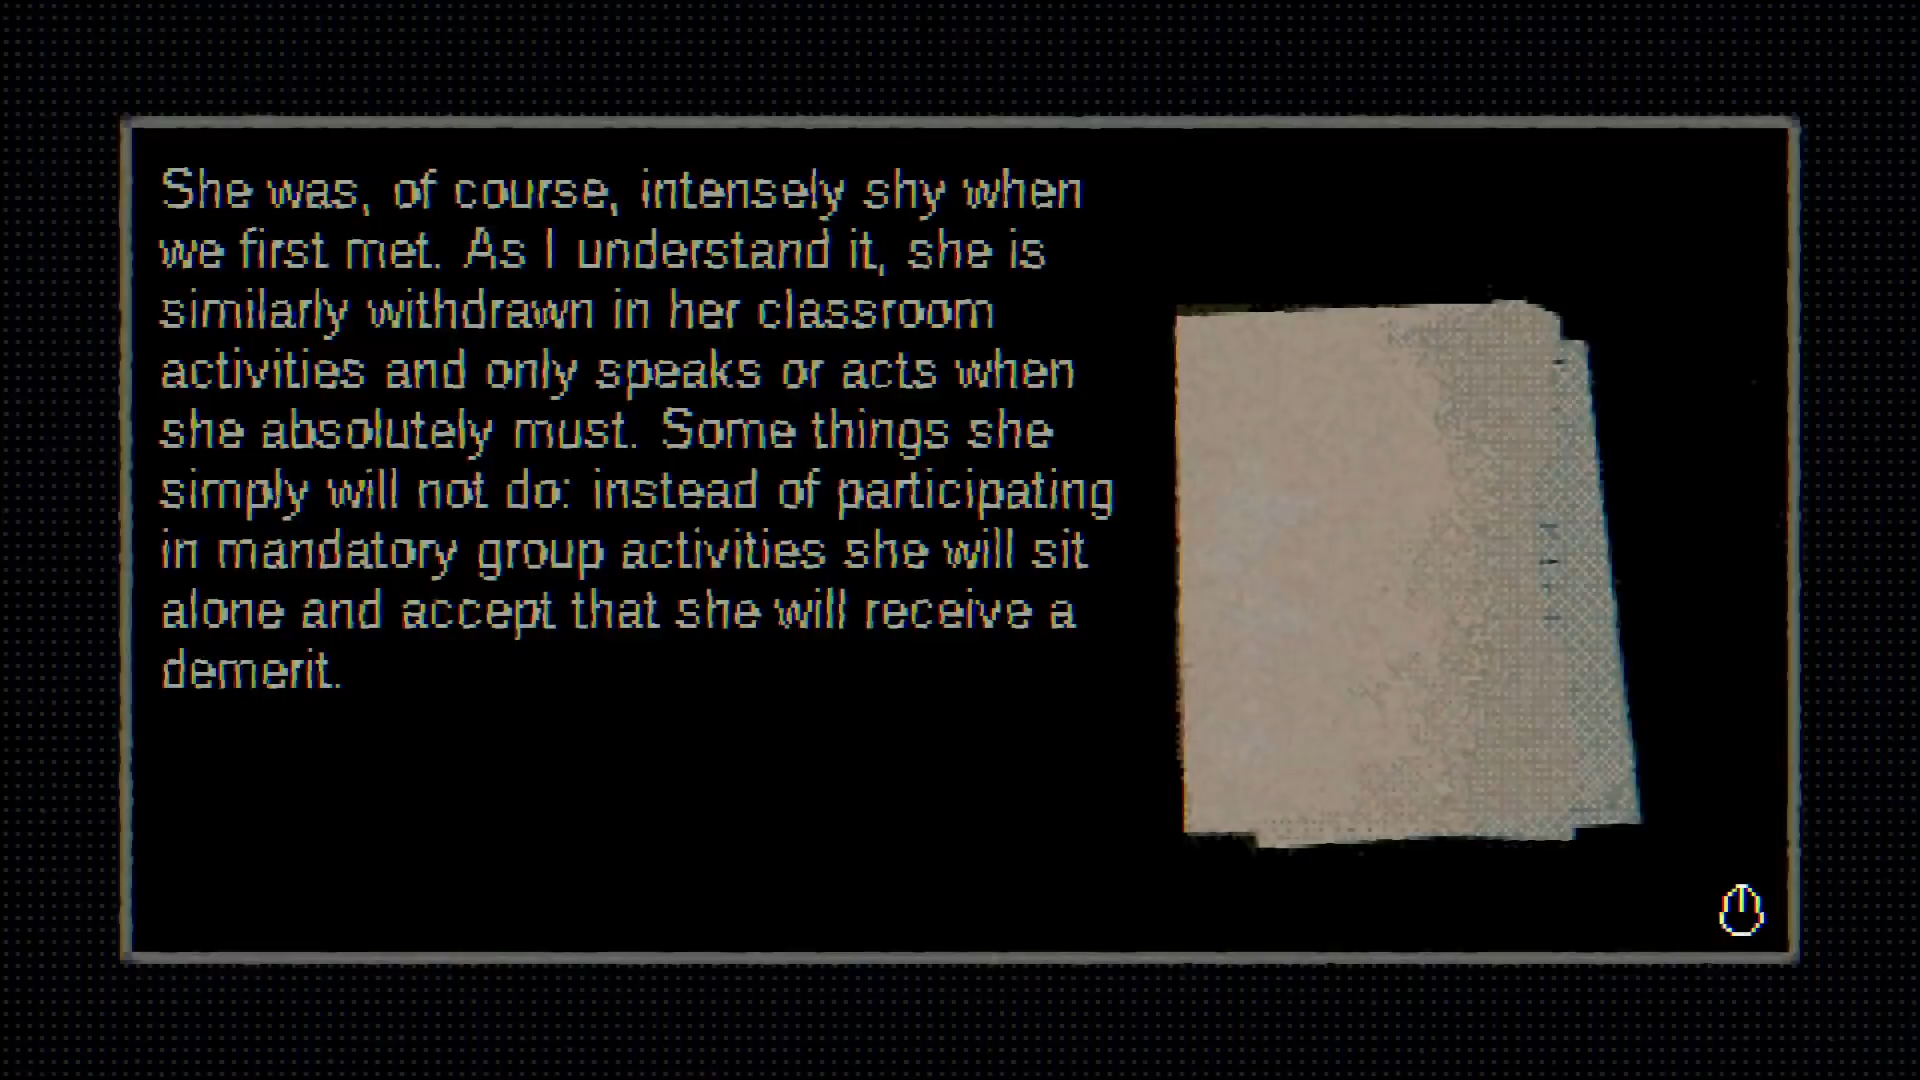 She was, of course, intensely shy when
we first met. As I understand it, she is
similarly withdrawn in her classroom
activities and only speaks or acts when
she absolutely must. Some things she
simply will not do: instead of participating
in mandatory group activities she will sit
alone and accept that she will receive a
demerit.